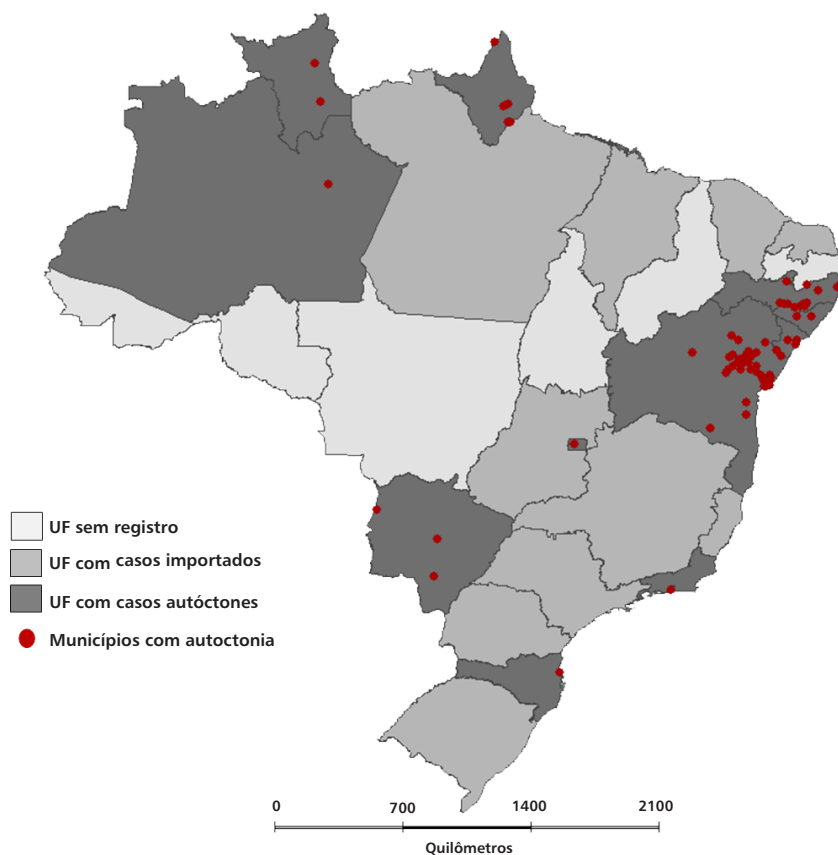 UF sem registro
UF com casos importados
UF com casos autóctones
Municípios com autoctonia
0 700 1400 2100
Quilômetros